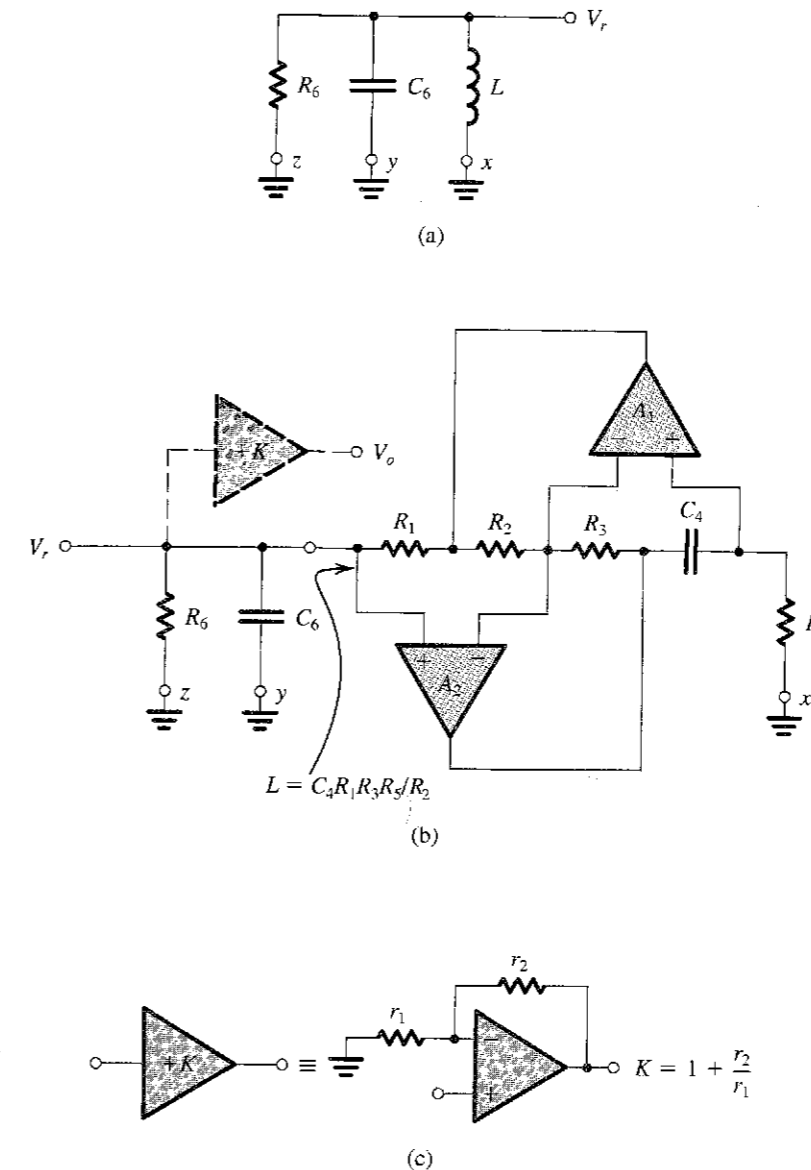 V_r
R_6
C_6
L
z
y
x
(a)
A_1
− +
+K
V_o
C_4
R_1
R_2
R_3
V_r
R_6
C_6
+ −
A_2
z
y
x
L = C_4R_1R_3R_5/R_2
(b)
r_2
r_1
+K
≡
−
+
K = 1 + r_2/r_1
(c)